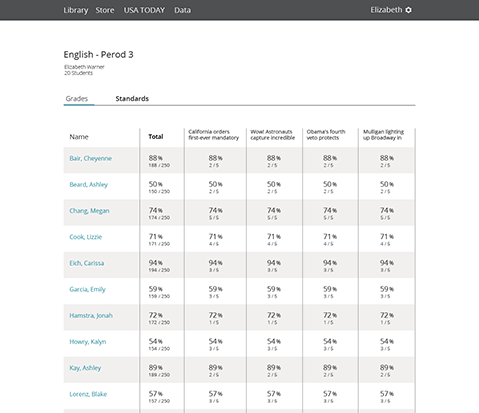 Library Store USA TODAY Data Elizabeth
English - Perod 3
Elizabeth Warner
20 Students
Grades Standards
Name Total California orders first-ever mandatory Wow! Astronauts capture incredible Obama's fourth veto protects Mulligan lighting up Broadway in
Bair, Cheyenne 88% 88% 88% 88% 88%
188 / 250 2 / 5 2 / 5 2 / 5 2 / 5
Beard, Ashley 50% 50% 50% 50% 50%
150 / 250 2 / 5 2 / 5 2 / 5 2 / 5
Chang, Megan 74% 74% 74% 74% 74%
174 / 250 5 / 5 5 / 5 5 / 5 5 / 5
Cook, Lizzie 71% 71% 71% 71% 71%
171 / 250 4 / 5 4 / 5 4 / 5 4 / 5
Eich, Carissa 94% 94% 94% 94% 94%
194 / 250 3 / 5 3 / 5 3 / 5 3 / 5
Garcia, Emily 59% 59% 59% 59% 59%
159 / 250 3 / 5 3 / 5 3 / 5 3 / 5
Hamstra, Jonah 72% 72% 72% 72% 72%
172 / 250 1 / 5 1 / 5 1 / 5 1 / 5
Howry, Kalyn 54% 54% 54% 54% 54%
154 / 250 3 / 5 3 / 5 3 / 5 3 / 5
Kay, Ashley 89% 89% 89% 89% 89%
189 / 250 2 / 5 2 / 5 2 / 5 2 / 5
Lorenz, Blake 57% 57% 57% 57% 57%
157 / 250 3 / 5 3 / 5 3 / 5 3 / 5